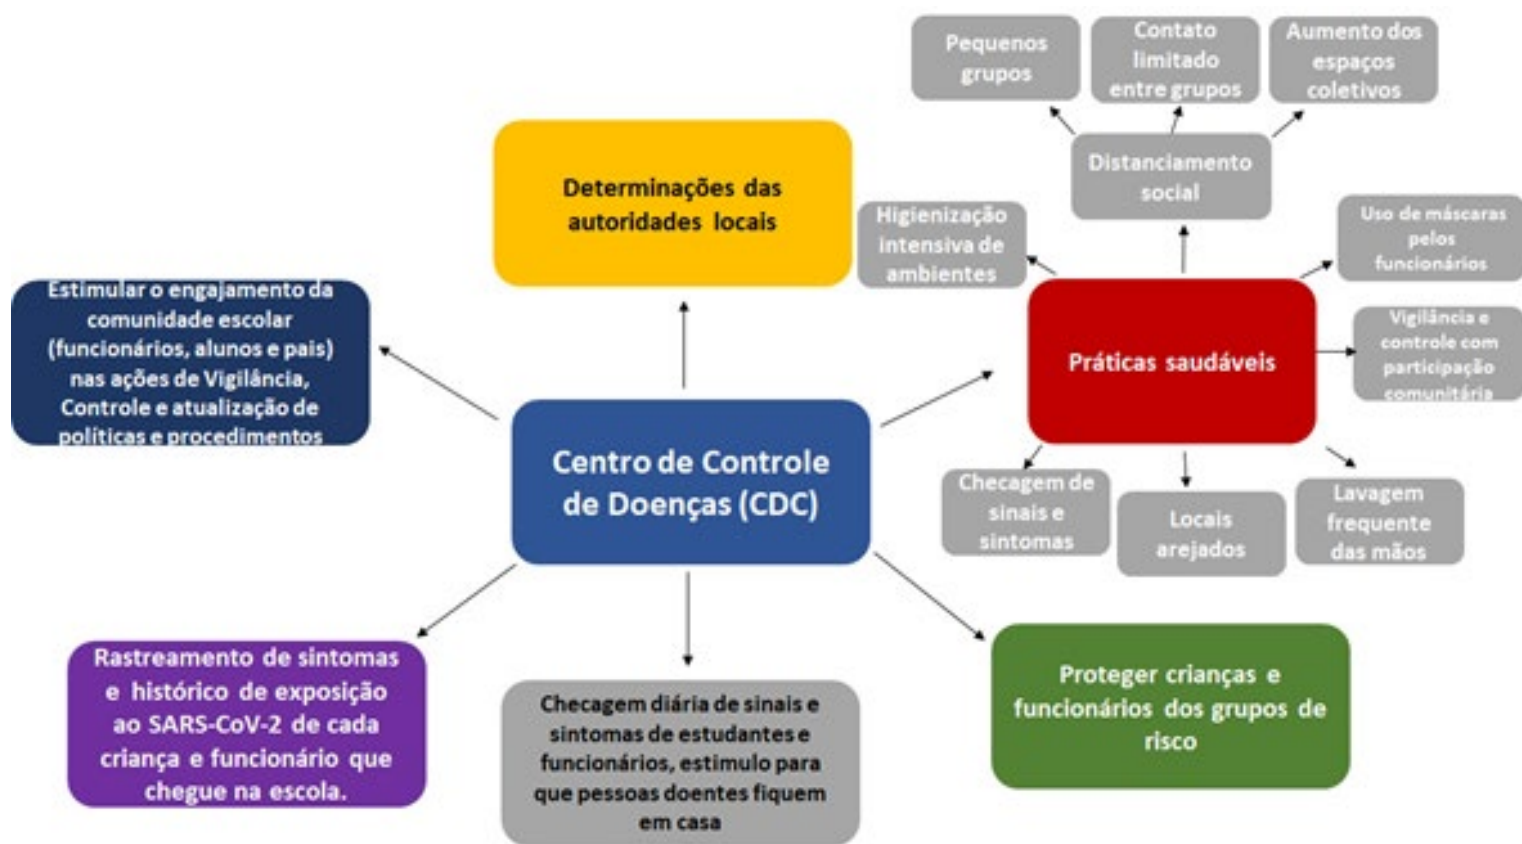 Pequenos
grupos
Contato
limitado
entre grupos
Aumento dos
espaços
coletivos
Distanciamento
social
Determinações das
autoridades locais
Higienização
intensiva de
ambientes
Uso de máscaras
pelos
funcionários
Estimular o engajamento da
comunidade escolar
(funcionários, alunos e pais)
nas ações de Vigilância,
Controle e atualização de
políticas e procedimentos
Práticas saudáveis
Vigilância e
controle com
participação
comunitária
Centro de Controle
de Doenças (CDC)
Checagem de
sinais e
sintomas
Locais
arejados
Lavagem
frequente
das mãos
Rastreamento de sintomas
e histórico de exposição
ao SARS-CoV-2 de cada
criança e funcionário que
chegue na escola.
Checagem diária de sinais e
sintomas de estudantes e
funcionários, estimulo para
que pessoas doentes fiquem
em casa
Proteger crianças e
funcionários dos grupos de
risco